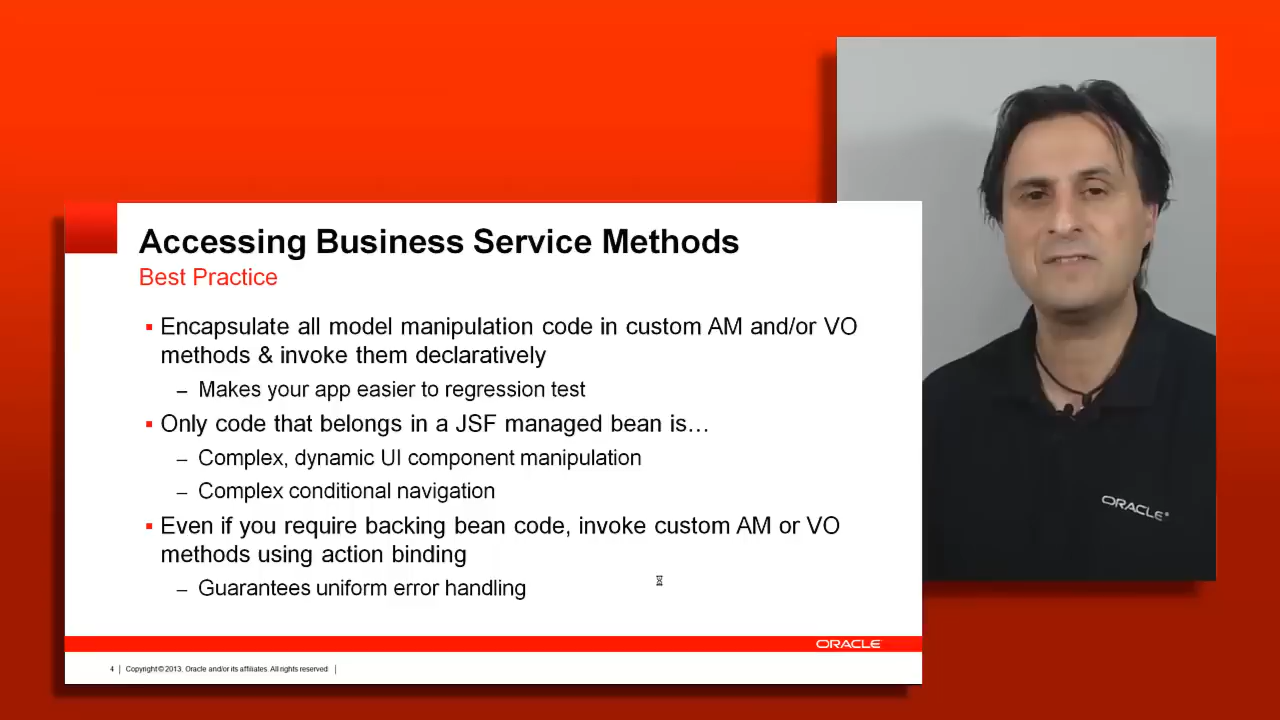 Accessing Business Service Methods
Best Practice
▪ Encapsulate all model manipulation code in custom AM and/or VO
methods & invoke them declaratively
– Makes your app easier to regression test
▪ Only code that belongs in a JSF managed bean is…
– Complex, dynamic UI component manipulation
– Complex conditional navigation
▪ Even if you require backing bean code, invoke custom AM or VO
methods using action binding
– Guarantees uniform error handling
ORACLE
4 | Copyright © 2013, Oracle and/or its affiliates. All rights reserved. |
ORACLE®